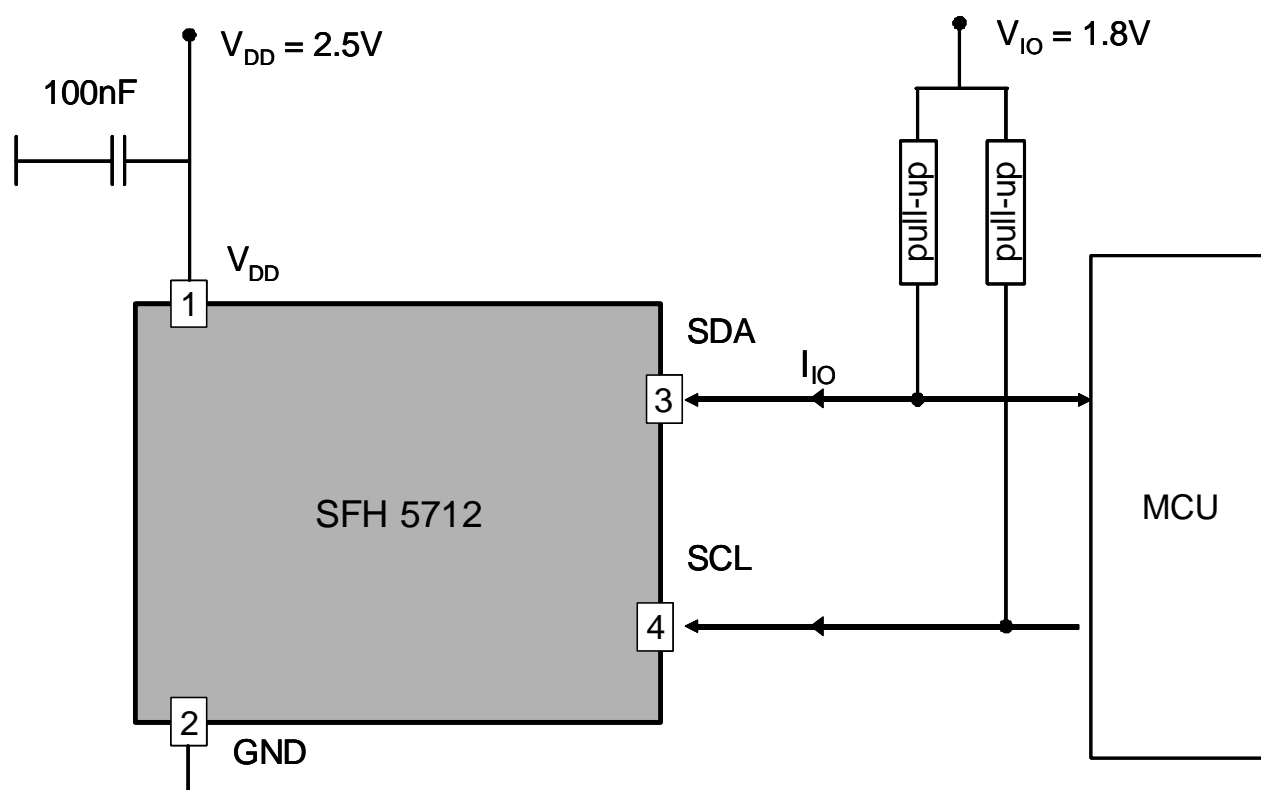 V_DD = 2.5V
V_IO = 1.8V
100nF
pull-up
pull-up
V_DD
1
SDA
I_IO
3
SFH 5712
MCU
SCL
4
2
GND